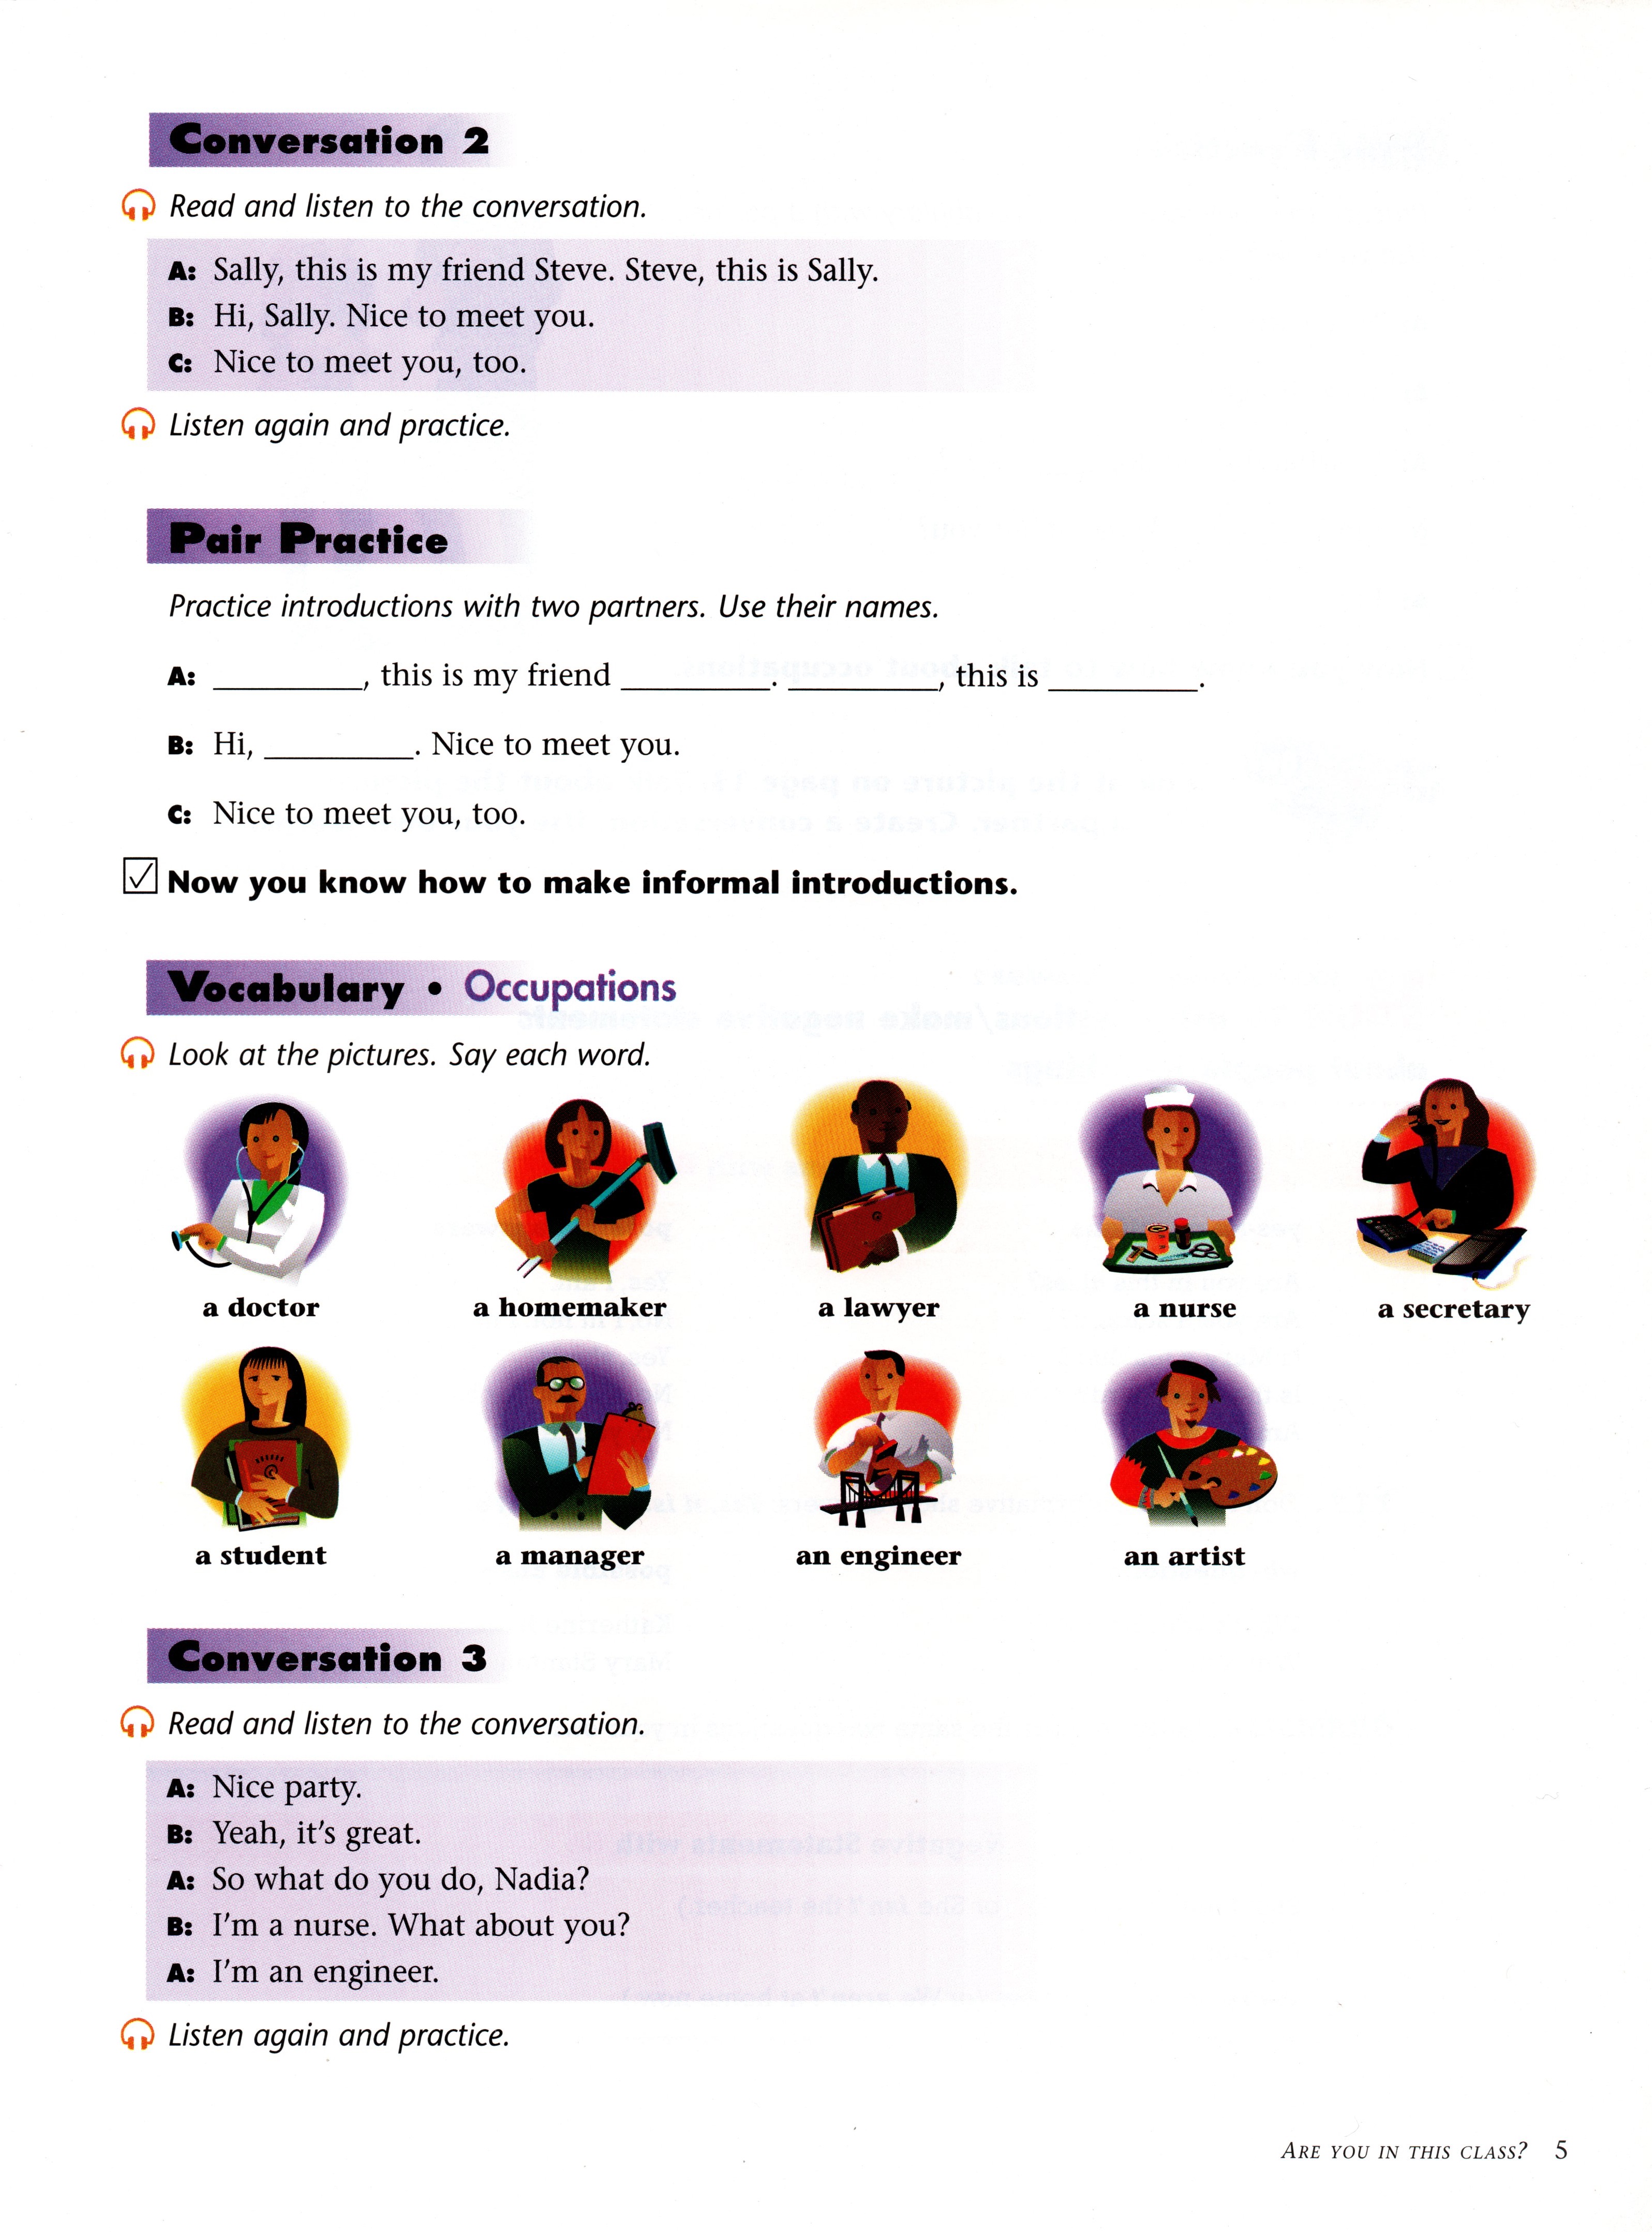 Conversation 2
Read and listen to the conversation.
A: Sally, this is my friend Steve. Steve, this is Sally.
B: Hi, Sally. Nice to meet you.
C: Nice to meet you, too.
Listen again and practice.
Pair Practice
Practice introductions with two partners. Use their names.
A: __________, this is my friend __________. __________, this is __________.
B: Hi, __________. Nice to meet you.
C: Nice to meet you, too.
Now you know how to make informal introductions.
Vocabulary • Occupations
Look at the pictures. Say each word.
a doctor a homemaker a lawyer a nurse a secretary
a student a manager an engineer an artist
Conversation 3
Read and listen to the conversation.
A: Nice party.
B: Yeah, it's great.
A: So what do you do, Nadia?
B: I'm a nurse. What about you?
A: I'm an engineer.
Listen again and practice.
ARE YOU IN THIS CLASS? 5